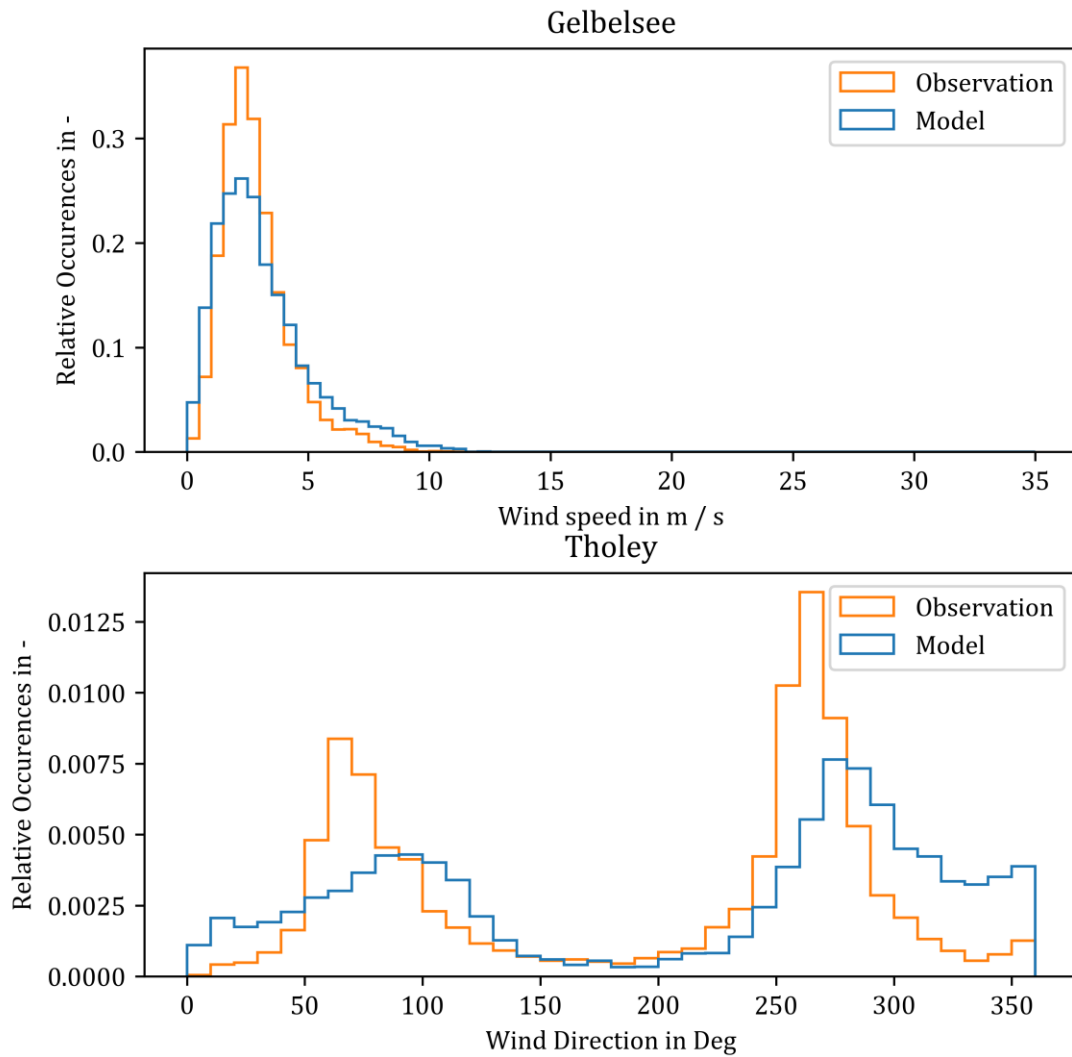 Gelbelsee
Relative Occurences in -
0.3
0.2
0.1
0.0
Observation
Model
0 5 10 15 20 25 30 35
Wind speed in m / s
Tholey
Relative Occurences in -
0.0125
0.0100
0.0075
0.0050
0.0025
0.0000
Observation
Model
0 50 100 150 200 250 300 350
Wind Direction in Deg